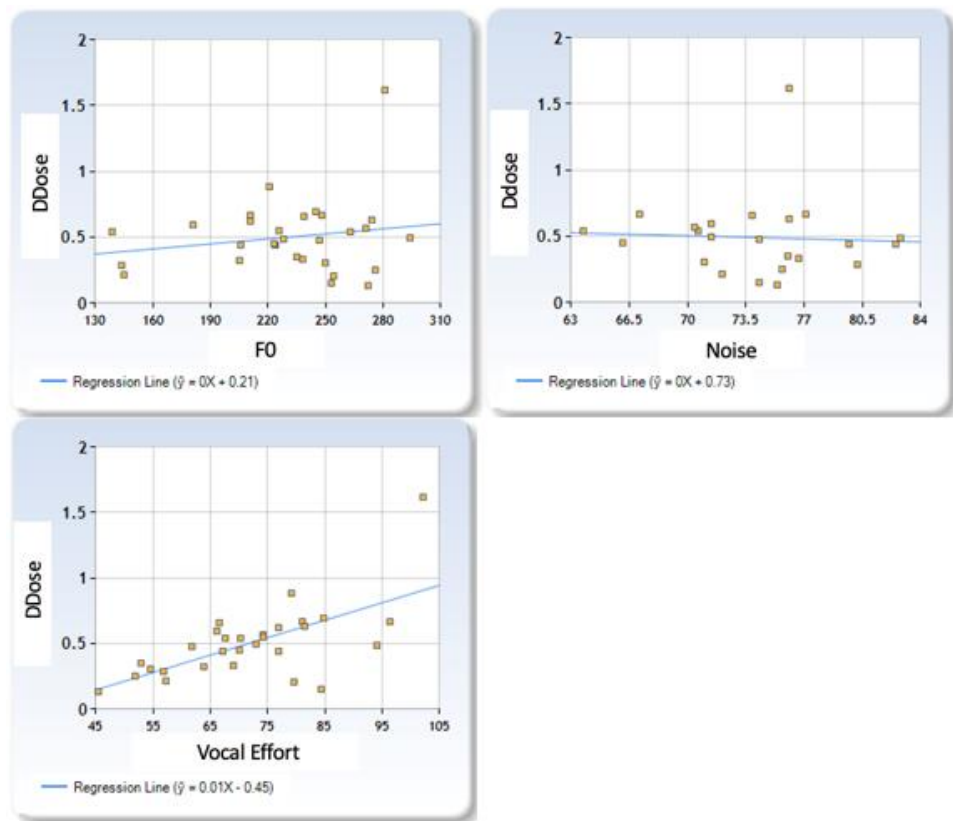 2
1.5
1
0.5
0
DDose
130 160 190 220 250 280 310
F0
Regression Line (ŷ = 0X + 0.21)
2
1.5
1
0.5
0
Ddose
63 66.5 70 73.5 77 80.5 84
Noise
Regression Line (ŷ = 0X + 0.73)
2
1.5
1
0.5
0
DDose
45 55 65 75 85 95 105
Vocal Effort
Regression Line (ŷ = 0.01X - 0.45)